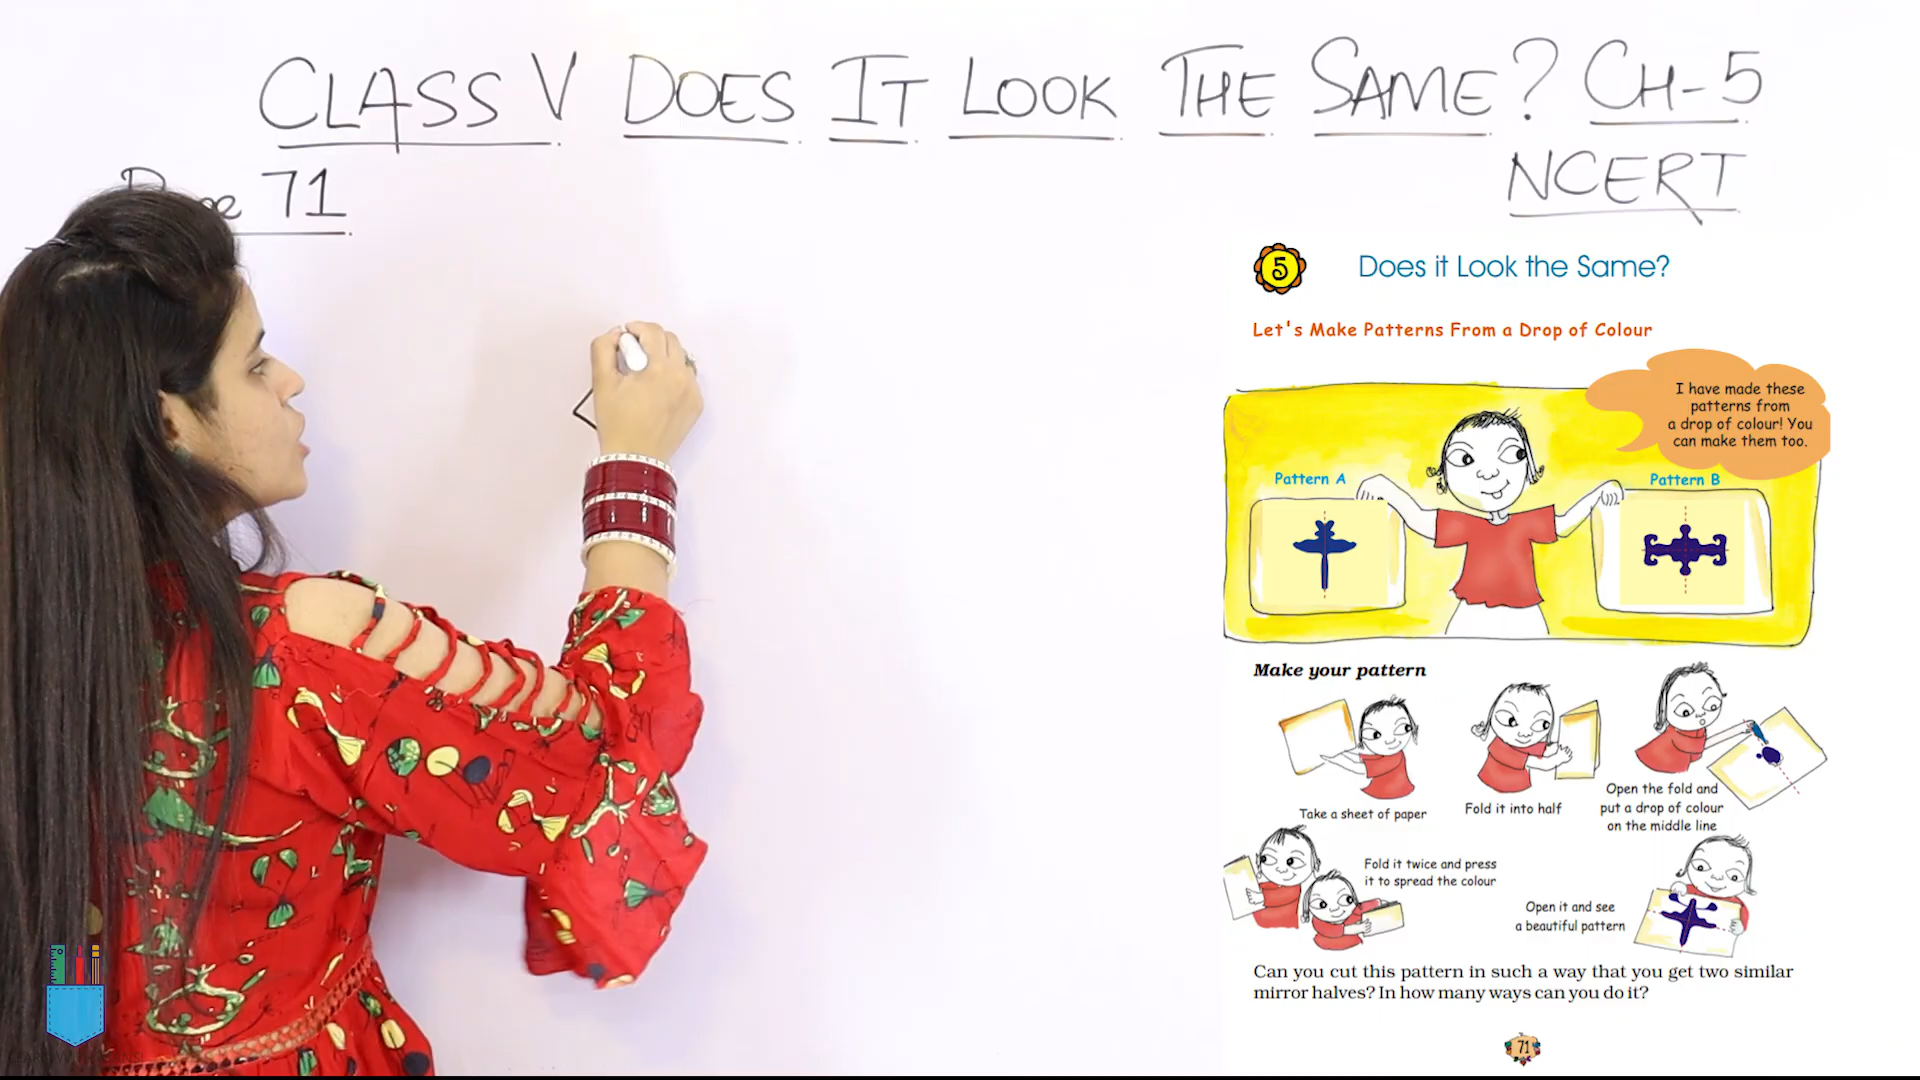 CLASS V DOES IT LOOK THE SAME? CH-5
NCERT
71
5
Does it Look the Same?
Let's Make Patterns From a Drop of Colour
I have made these
patterns from
a drop of colour! You
can make them too.
Pattern A
Pattern B
Make your pattern
Take a sheet of paper
Fold it into half
Open the fold and
put a drop of colour
on the middle line
Fold it twice and press
it to spread the colour
Open it and see
a beautiful pattern
Can you cut this pattern in such a way that you get two similar
mirror halves? In how many ways can you do it?
71